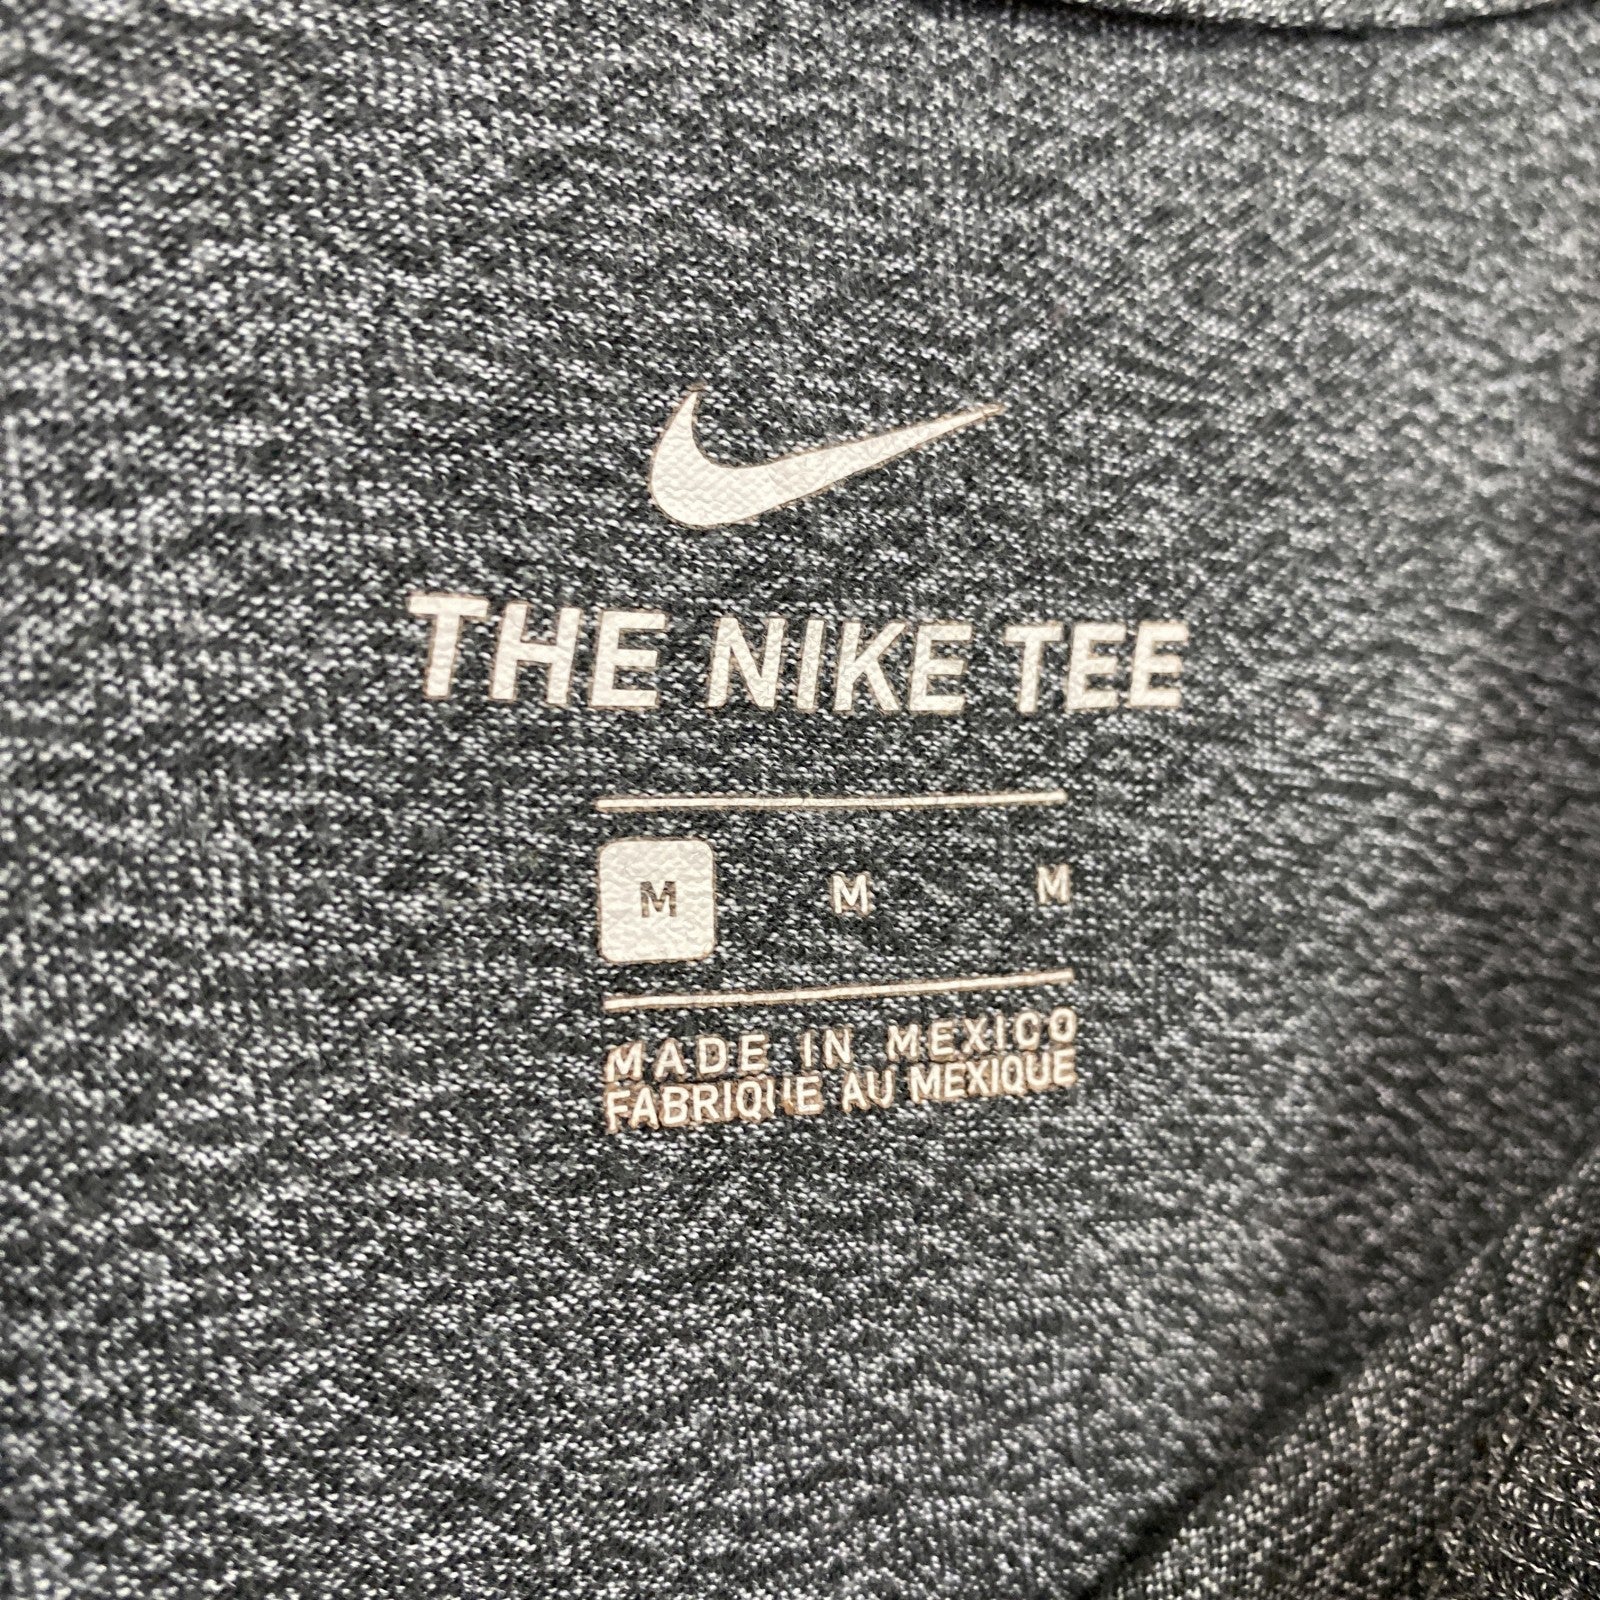 THE NIKE TEE
M M M
MADE IN MEXICO
FABRIQUE AU MEXIQUE